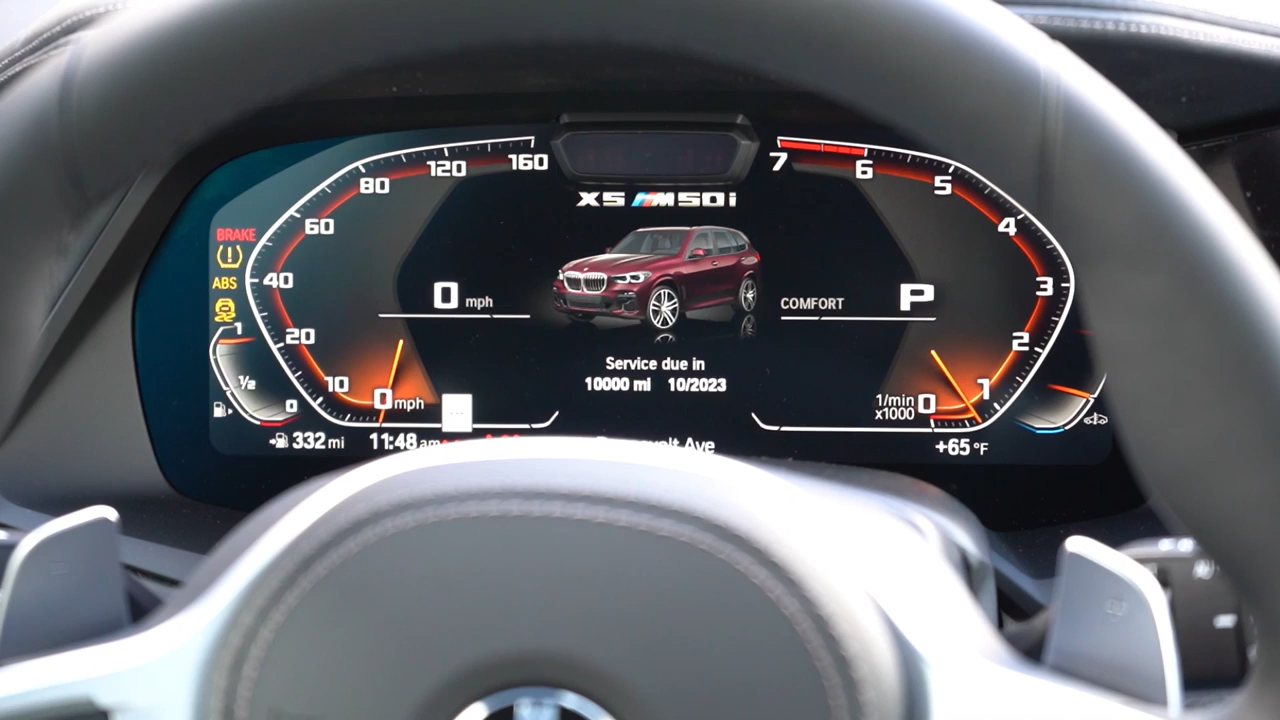 120 160
7 6
80
5
X5 M50i
60
4
BRAKE
ABS
40
3
0 mph
COMFORT P
20
2
1
Service due in
10 ½
10000 mi 10/2023
0 0 mph
1/min 0 1
x1000
332 mi 11:48 am
+65 °F